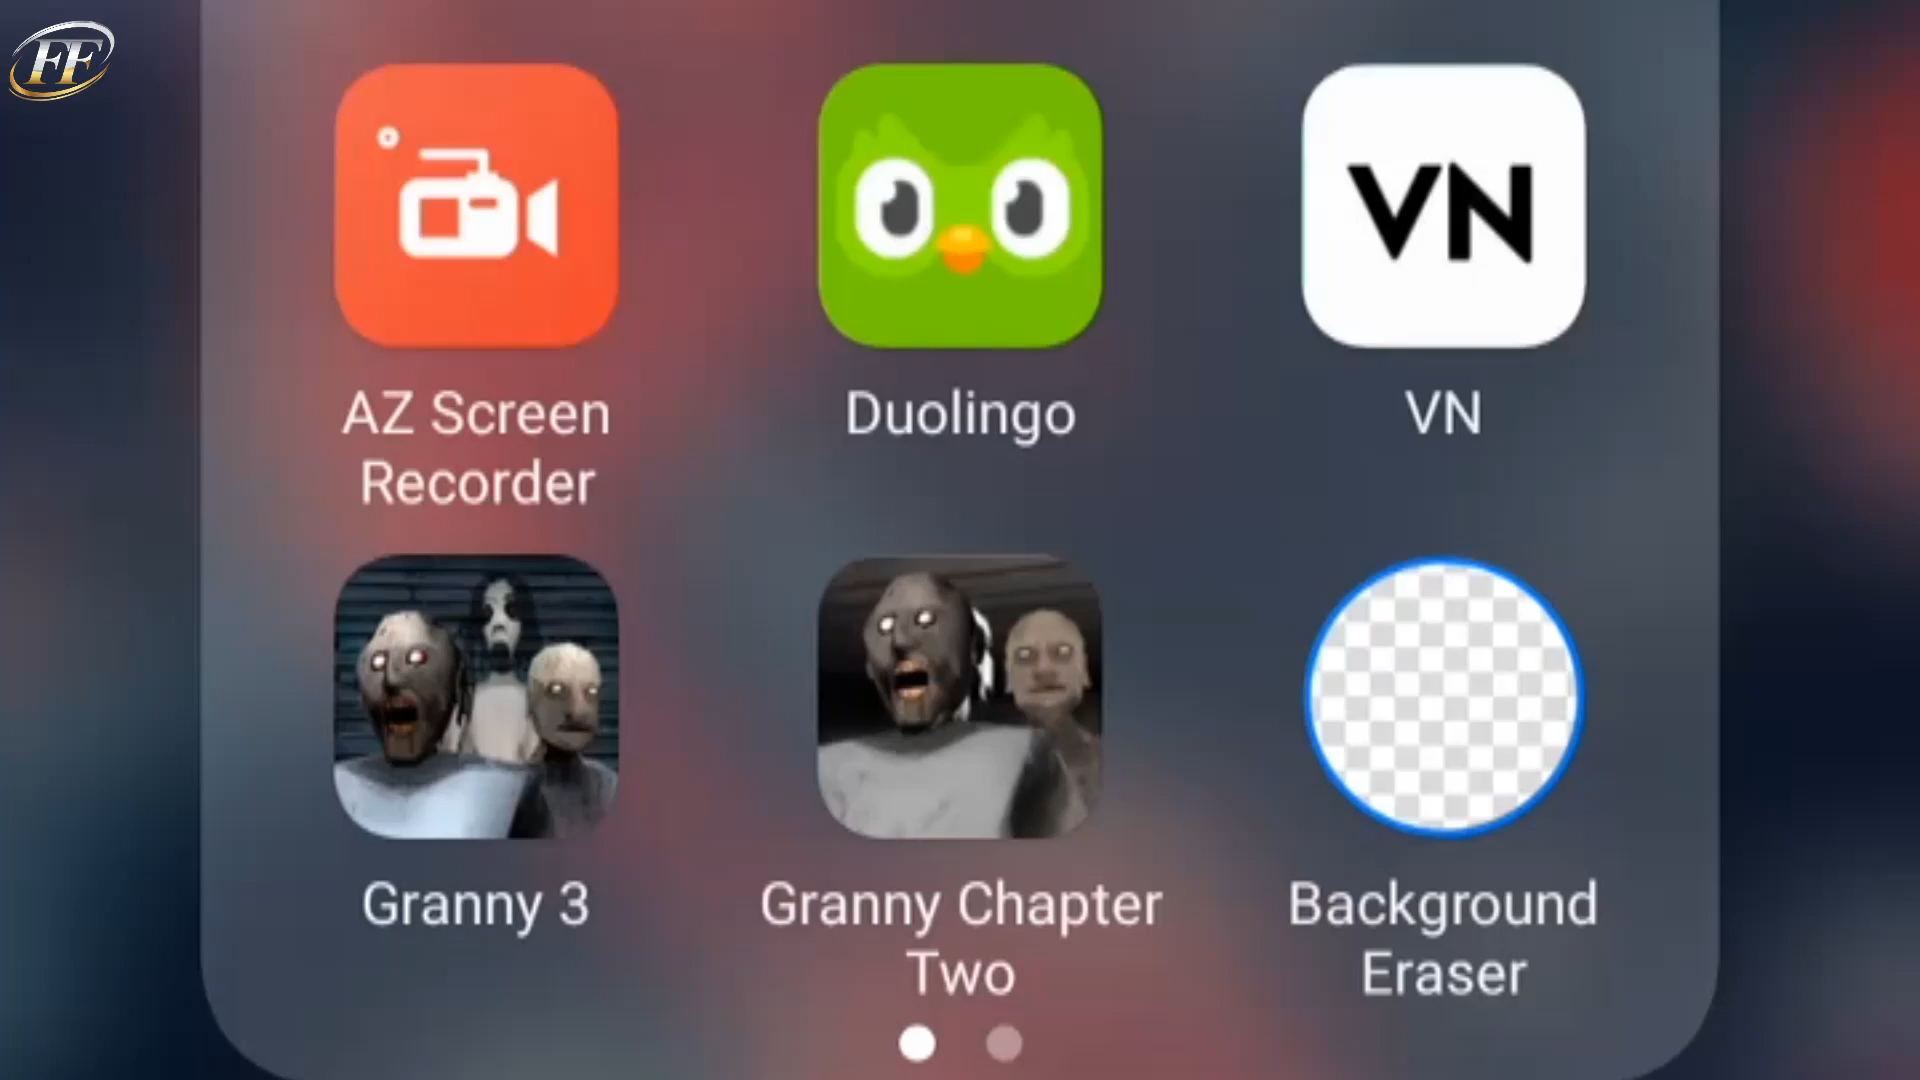 FF
VN
AZ Screen
Recorder
Duolingo
VN
Granny 3
Granny Chapter
Two
Background
Eraser